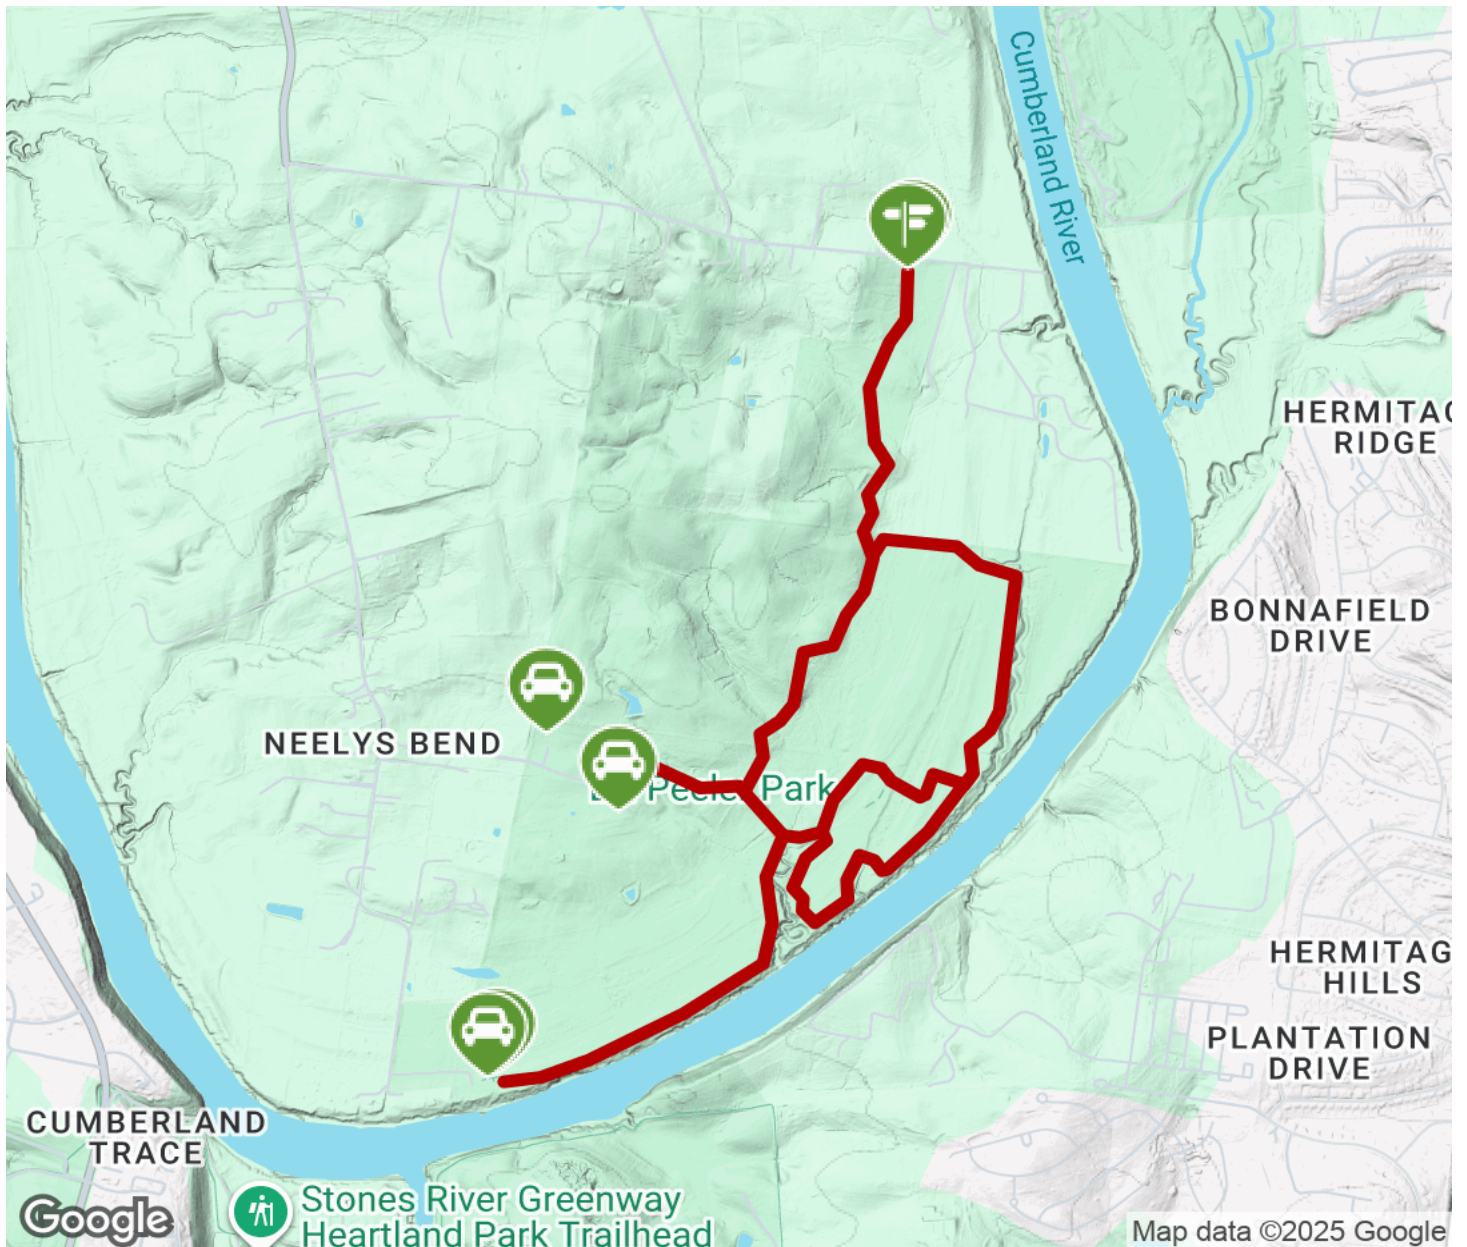 Cumberland River
HERMITAG
RIDGE
BONNAFIELD
DRIVE
NEELYS BEND
Park
HERMITAG
HILLS
PLANTATION
DRIVE
CUMBERLAND
TRACE
Stones River Greenway
Heartland Park Trailhead
Google
Map data ©2025 Google